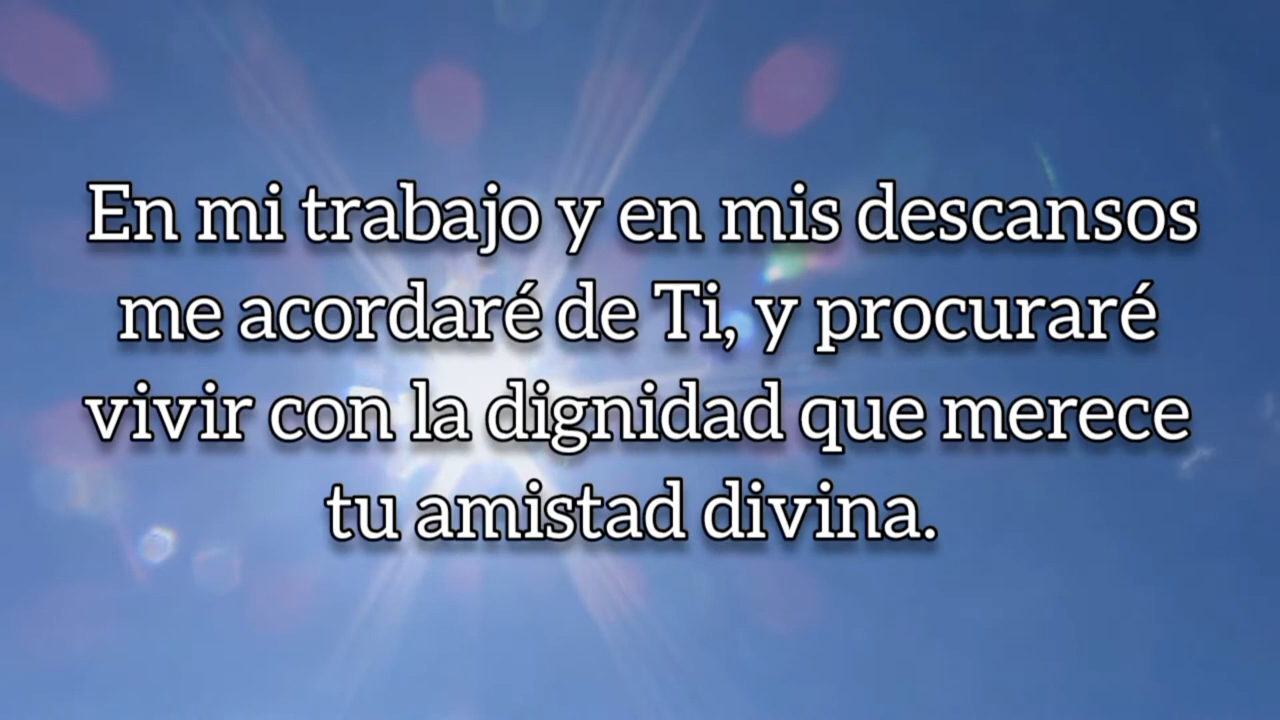 En mi trabajo y en mis descansos
me acordaré de Ti, y procuraré
vivir con la dignidad que merece
tu amistad divina.